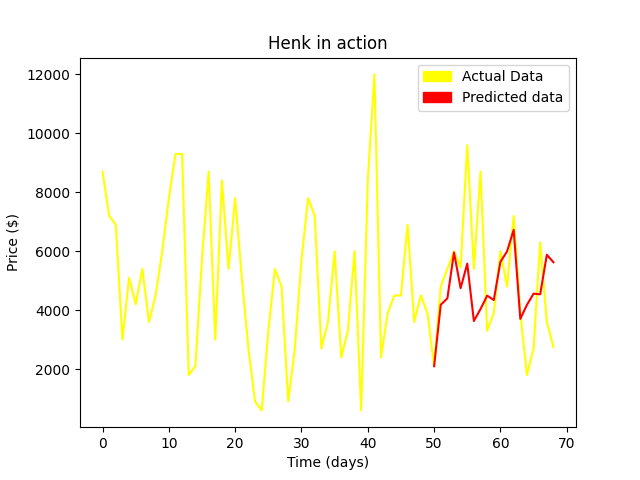 Henk in action
Actual Data
Predicted data
12000
10000
8000
6000
4000
2000
Price ($)
0 10 20 30 40 50 60 70
Time (days)